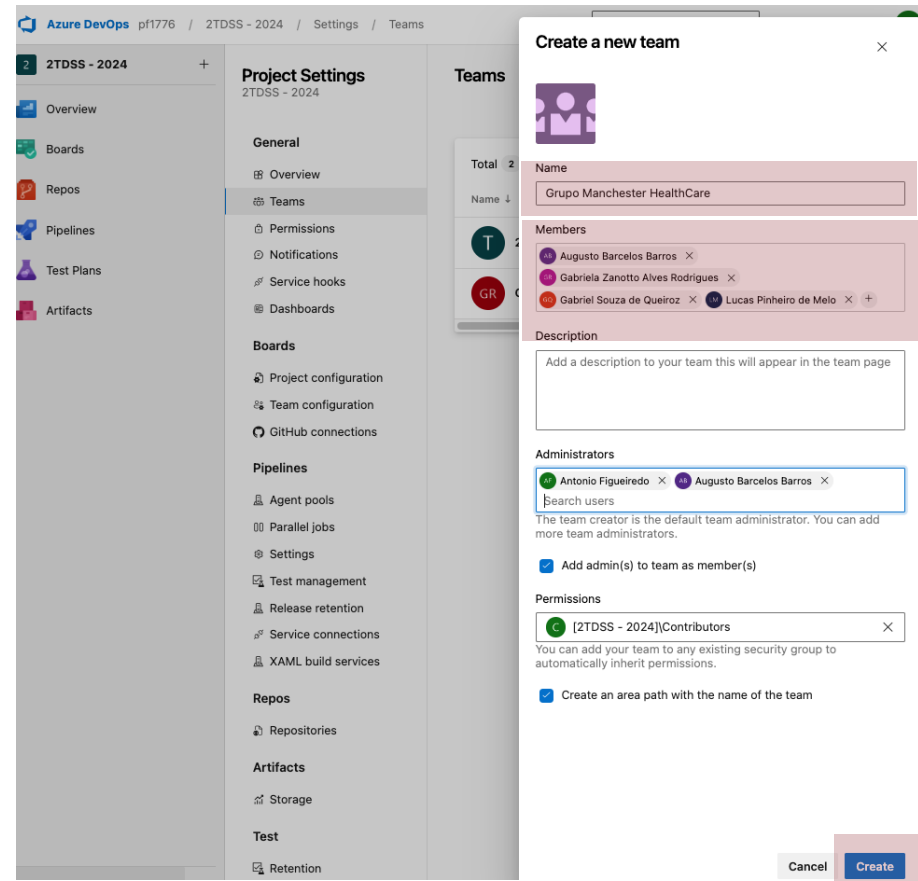 Azure DevOps pf1776 / 2TDSS - 2024 / Settings / Teams
2 2TDSS - 2024 +
Overview
Boards
Repos
Pipelines
Test Plans
Artifacts
Project Settings
2TDSS - 2024
General
Overview
Teams
Permissions
Notifications
Service hooks
Dashboards
Boards
Project configuration
Team configuration
GitHub connections
Pipelines
Agent pools
Parallel jobs
Settings
Test management
Release retention
Service connections
XAML build services
Repos
Repositories
Artifacts
Storage
Test
Retention
Teams
Total 2
Name ↓
T 2
GR
Create a new team
Name
Grupo Manchester HealthCare
Members
AB Augusto Barcelos Barros
GR Gabriela Zanotto Alves Rodrigues
GQ Gabriel Souza de Queiroz LM Lucas Pinheiro de Melo +
Description
Add a description to your team this will appear in the team page
Administrators
AF Antonio Figueiredo AB Augusto Barcelos Barros
Search users
The team creator is the default team administrator. You can add
more team administrators.
Add admin(s) to team as member(s)
Permissions
C [2TDSS - 2024]\Contributors
You can add your team to any existing security group to
automatically inherit permissions.
Create an area path with the name of the team
Cancel Create